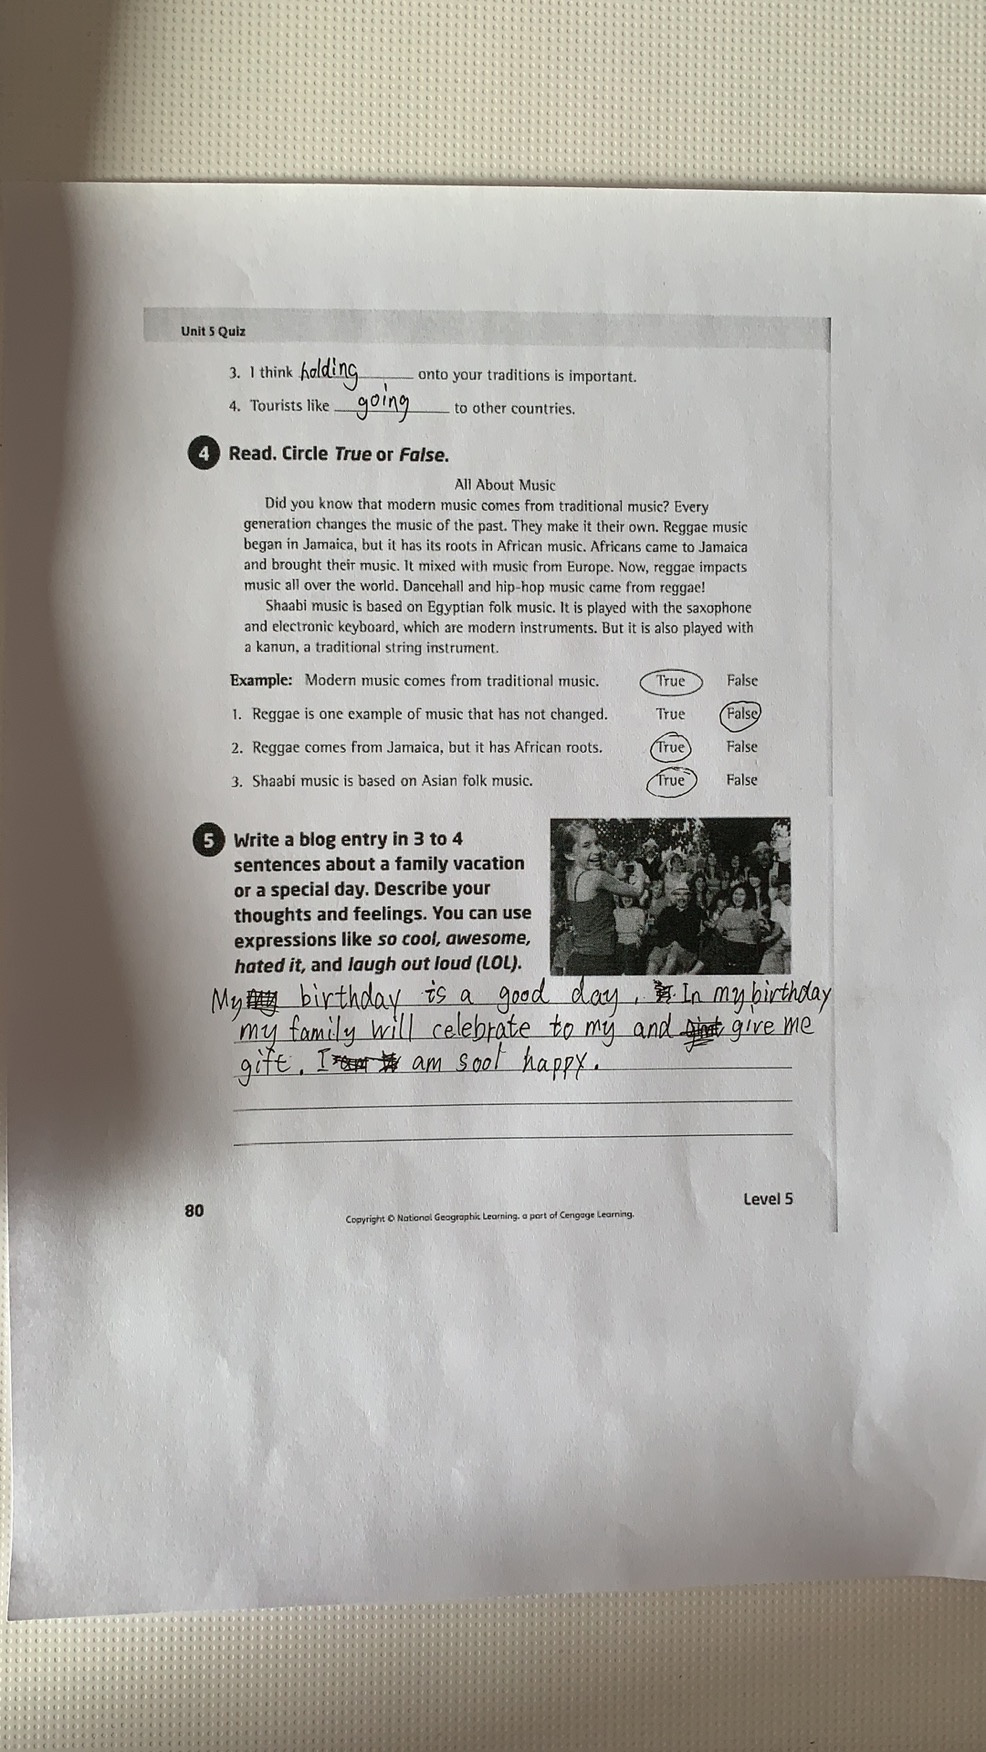 Unit 5 Quiz
3. I think holding onto your traditions is important.
4. Tourists like going to other countries.
4 Read. Circle True or False.
All About Music
Did you know that modern music comes from traditional music? Every
generation changes the music of the past. They make it their own. Reggae music
began in Jamaica, but it has its roots in African music. Africans came to Jamaica
and brought their music. It mixed with music from Europe. Now, reggae impacts
music all over the world. Dancehall and hip-hop music came from reggae!
Shaabi music is based on Egyptian folk music. It is played with the saxophone
and electronic keyboard, which are modern instruments. But it is also played with
a kanun, a traditional string instrument.
Example: Modern music comes from traditional music. True False
1. Reggae is one example of music that has not changed. True False
2. Reggae comes from Jamaica, but it has African roots. True False
3. Shaabi music is based on Asian folk music. True False
5 Write a blog entry in 3 to 4
sentences about a family vacation
or a special day. Describe your
thoughts and feelings. You can use
expressions like so cool, awesome,
hated it, and laugh out loud (LOL).
My birthday is a good day. In my birthday
my family will celebrate to my and give me
gift. I am soot happy.
80
Level 5
Copyright © National Geographic Learning, a part of Cengage Learning.